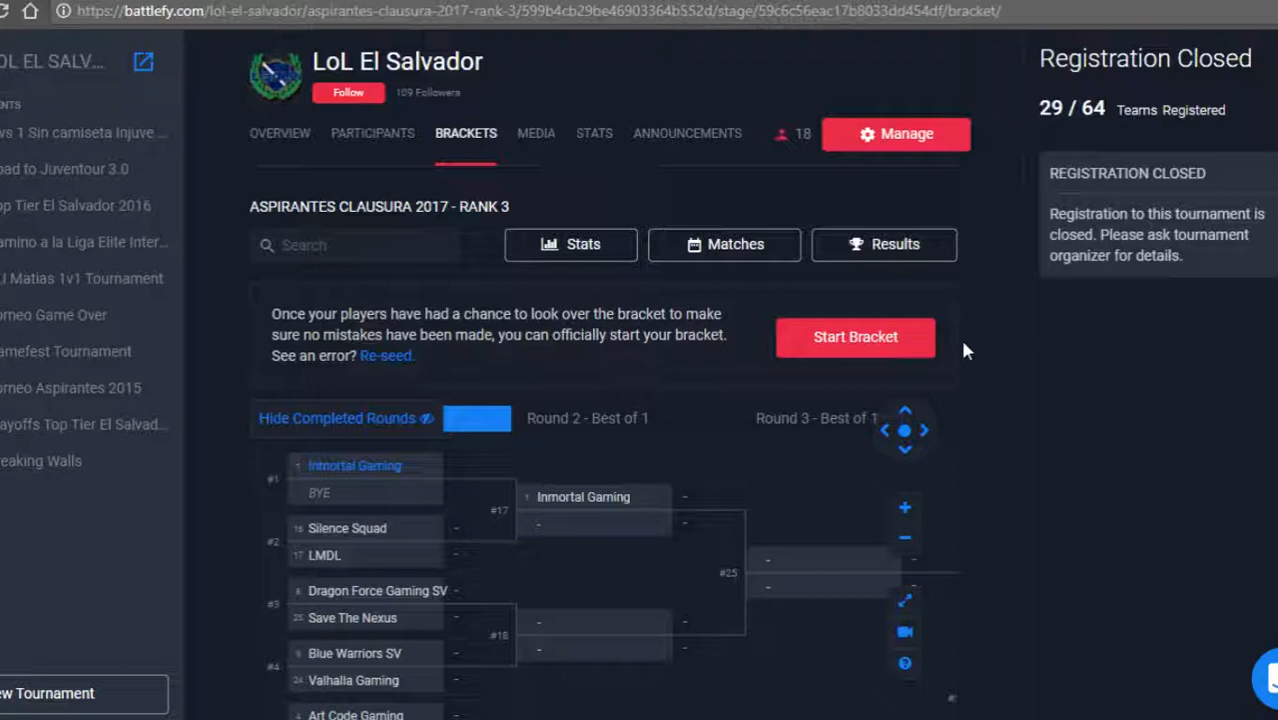 https://battlefy.com/lol-el-salvador/aspirantes-clausura-2017-rank-3/599b4cb29be46903364b552d/stage/59c6c56eac17b8033dd454df/bracket/
OL EL SALV...
ENTS
ws 1 Sin camiseta Injuve ...
oad to Juventour 3.0
op Tier El Salvador 2016
amino a la Liga Elite Inter...
I Matias 1v1 Tournament
orneo Game Over
amefest Tournament
orneo Aspirantes 2015
ayoffs Top Tier El Salvad...
eaking Walls
ew Tournament
LoL El Salvador
Follow
109 Followers
OVERVIEW PARTICIPANTS BRACKETS MEDIA STATS ANNOUNCEMENTS
18
Manage
ASPIRANTES CLAUSURA 2017 - RANK 3
Search
Stats
Matches
Results
Once your players have had a chance to look over the bracket to make
sure no mistakes have been made, you can officially start your bracket.
See an error? Re-seed.
Start Bracket
Hide Completed Rounds
Round 2 - Best of 1
Round 3 - Best of 1
#1
1 Inmortal Gaming
BYE
#2
16 Silence Squad -
17 LMDL -
#3
8 Dragon Force Gaming SV -
25 Save The Nexus -
#4
9 Blue Warriors SV -
24 Valhalla Gaming -
4 Art Code Gaming
#17
1 Inmortal Gaming -
- -
#18
- -
- -
#25
- -
- -
Registration Closed
29 / 64 Teams Registered
REGISTRATION CLOSED
Registration to this tournament is
closed. Please ask tournament
organizer for details.